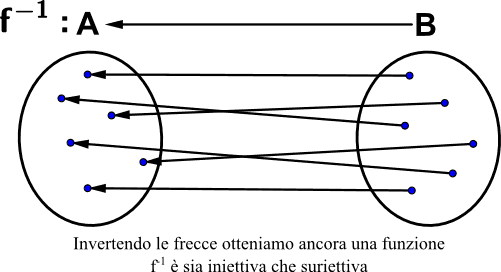 f⁻¹ : A B
Invertendo le frecce otteniamo ancora una funzione
f⁻¹ è sia iniettiva che suriettiva